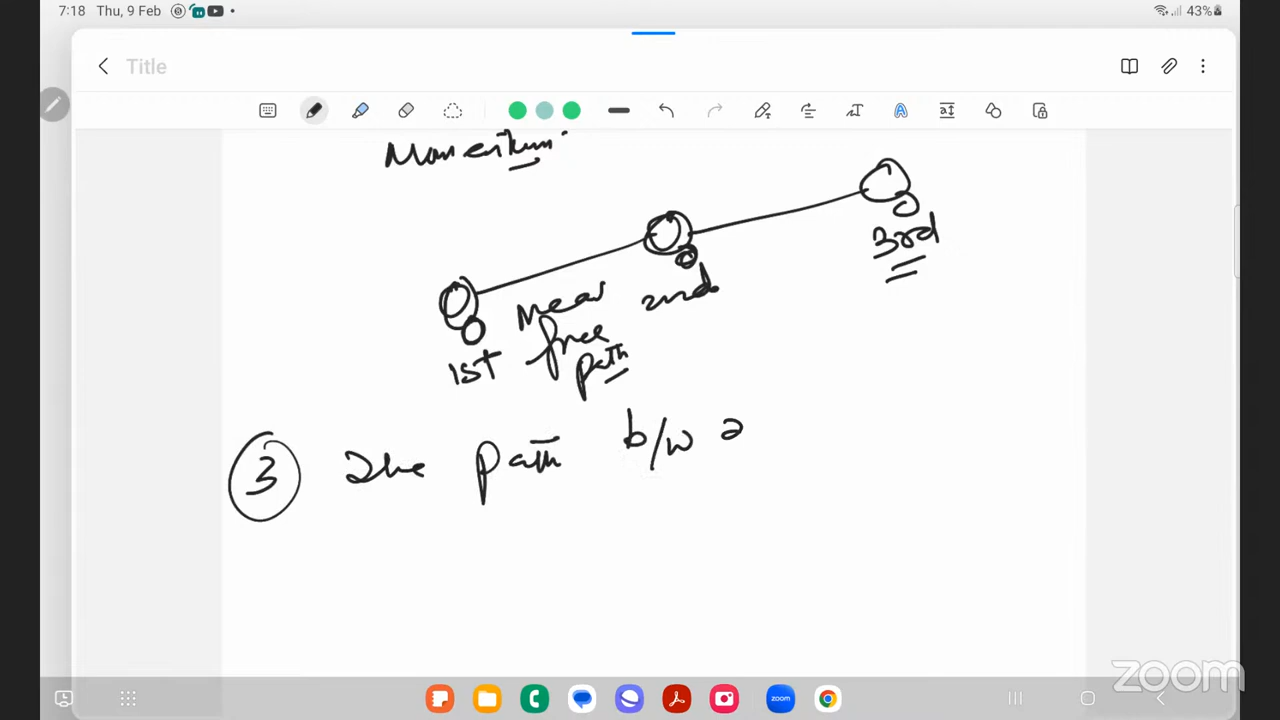 7:18 Thu, 9 Feb
43%
Title
Momentum
3rd
Mean
2nd
free
1st
path
3 The path b/w 2
zoom
zoom